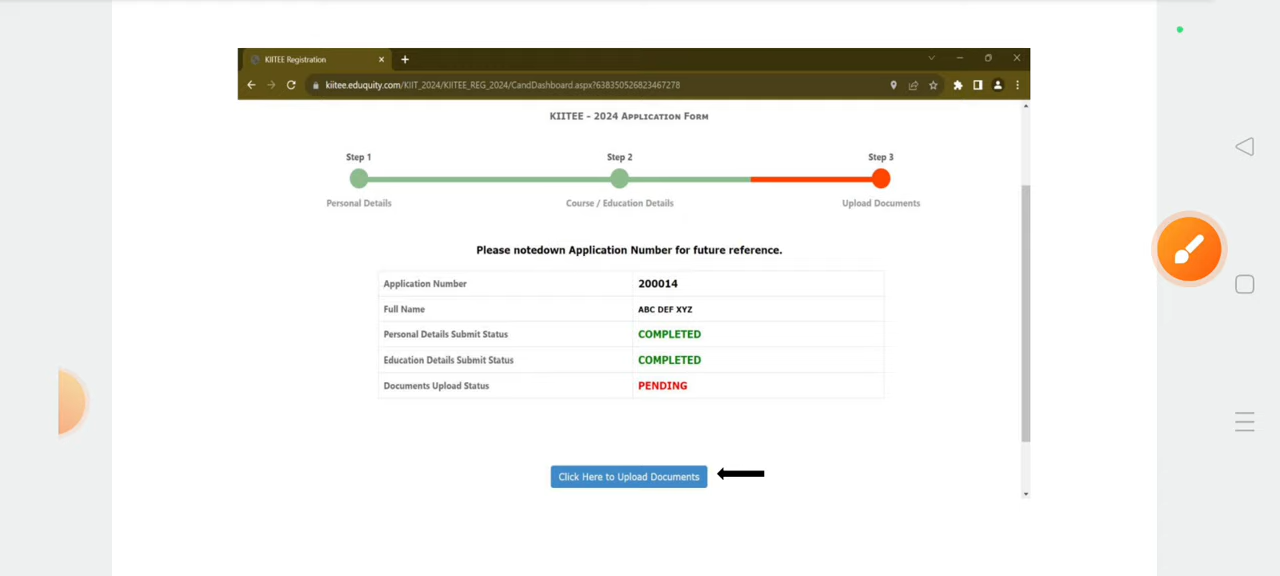 KIITEE Registration
kiitee.eduquity.com/KIIT_2024/KIITEE_REG_2024/CandDashboard.aspx?638350526823467278
KIITEE - 2024 Application Form
Step 1
Step 2
Step 3
Personal Details
Course / Education Details
Upload Documents
Please notedown Application Number for future reference.
Application Number 200014
Full Name ABC DEF XYZ
Personal Details Submit Status COMPLETED
Education Details Submit Status COMPLETED
Documents Upload Status PENDING
Click Here to Upload Documents